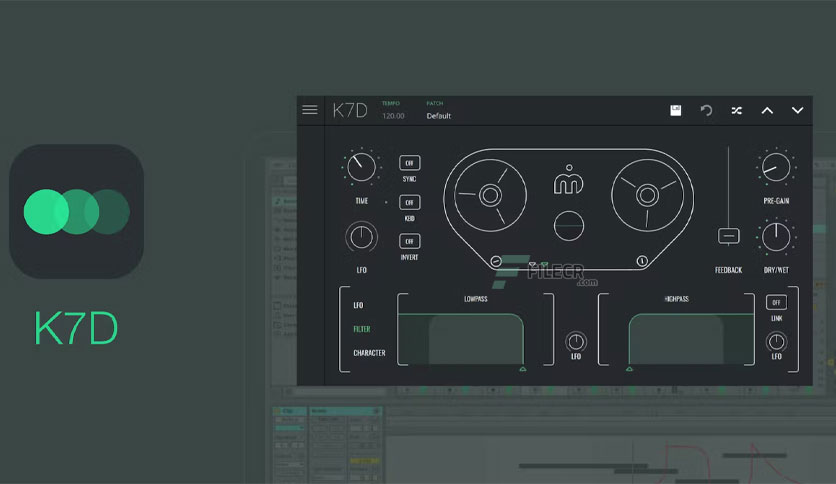 K7D
K7D
TEMPO
120.00
PATCH
Default
OFF
SYNC
TIME
OFF
KBD
OFF
INVERT
LFO
PRE-GAIN
FEEDBACK
DRY/WET
FILECR
.com
LFO
FILTER
CHARACTER
LOWPASS
LFO
HIGHPASS
OFF
LINK
LFO